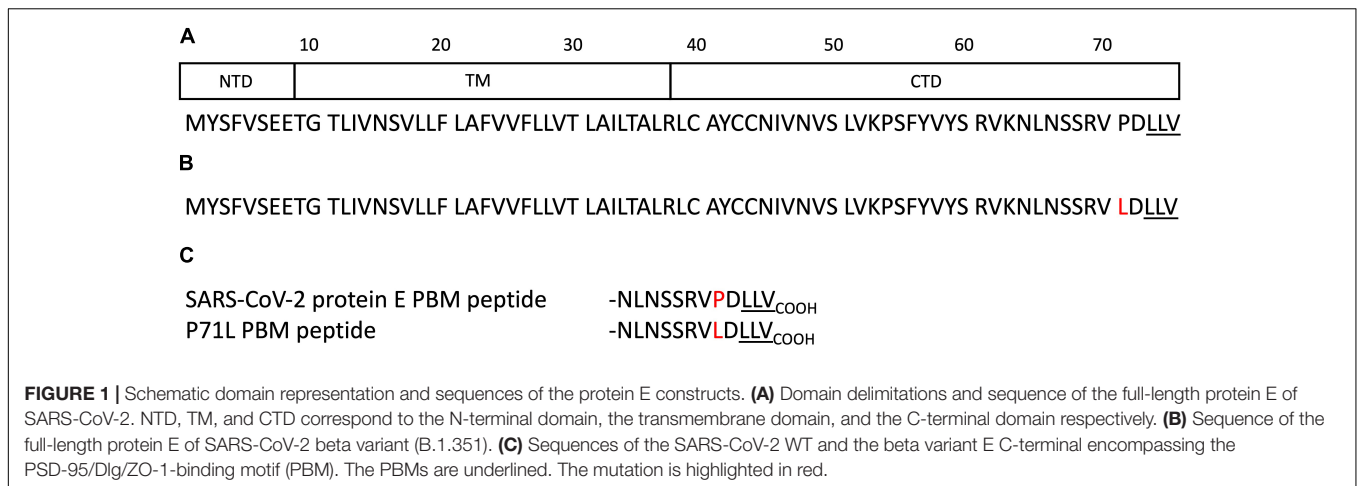 A
10 20 30 40 50 60 70
NTD TM CTD
MYSFVSEETG TLIVNSVLLF LAFVVFLLVT LAILTALRLC AYCCNIVNVS LVKPSFYVYS RVKNLNSSRV PDLLV
B
MYSFVSEETG TLIVNSVLLF LAFVVFLLVT LAILTALRLC AYCCNIVNVS LVKPSFYVYS RVKNLNSSRV LDLLV
C
SARS-CoV-2 protein E PBM peptide -NLNSSRVPDLLVCOOH
P71L PBM peptide -NLNSSRVLDLLVCOOH
FIGURE 1 | Schematic domain representation and sequences of the protein E constructs. (A) Domain delimitations and sequence of the full-length protein E of
SARS-CoV-2. NTD, TM, and CTD correspond to the N-terminal domain, the transmembrane domain, and the C-terminal domain respectively. (B) Sequence of the
full-length protein E of SARS-CoV-2 beta variant (B.1.351). (C) Sequences of the SARS-CoV-2 WT and the beta variant E C-terminal encompassing the
PSD-95/Dlg/ZO-1-binding motif (PBM). The PBMs are underlined. The mutation is highlighted in red.